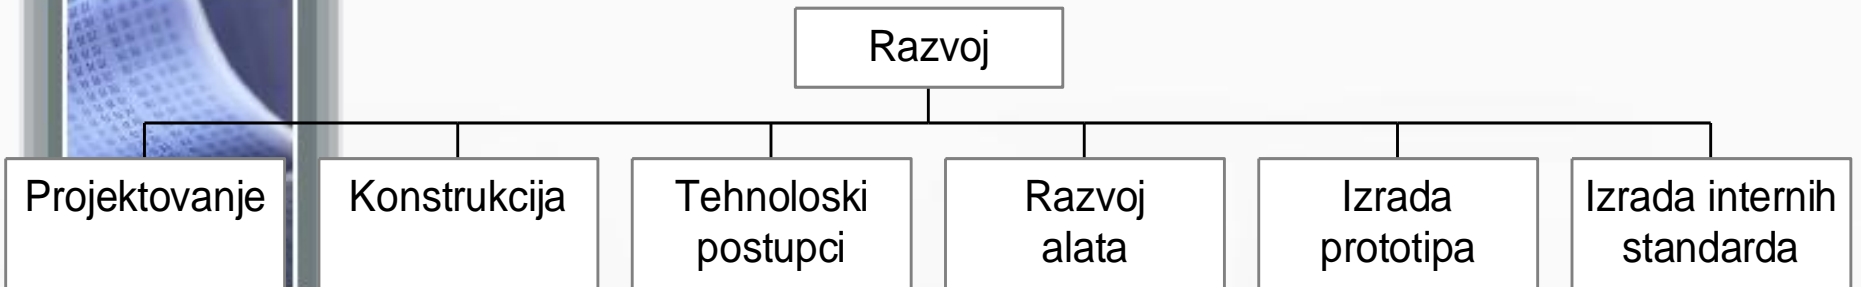 Razvoj
Projektovanje
Konstrukcija
Tehnoloski
postupci
Razvoj
alata
Izrada
prototipa
Izrada internih
standarda